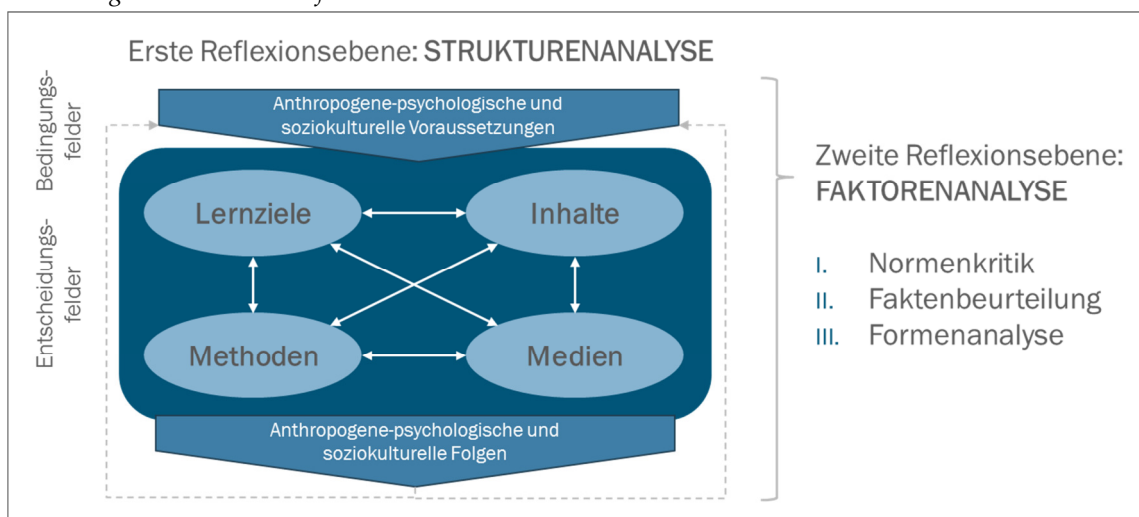 Erste Reflexionsebene: STRUKTURENANALYSE
Bedingungs-
felder
Anthropogene-psychologische und
soziokulturelle Voraussetzungen
Entscheidungs-
felder
Lernziele
Inhalte
Methoden
Medien
Anthropogene-psychologische und
soziokulturelle Folgen
Zweite Reflexionsebene:
FAKTORENANALYSE
I. Normenkritik
II. Faktenbeurteilung
III. Formenanalyse